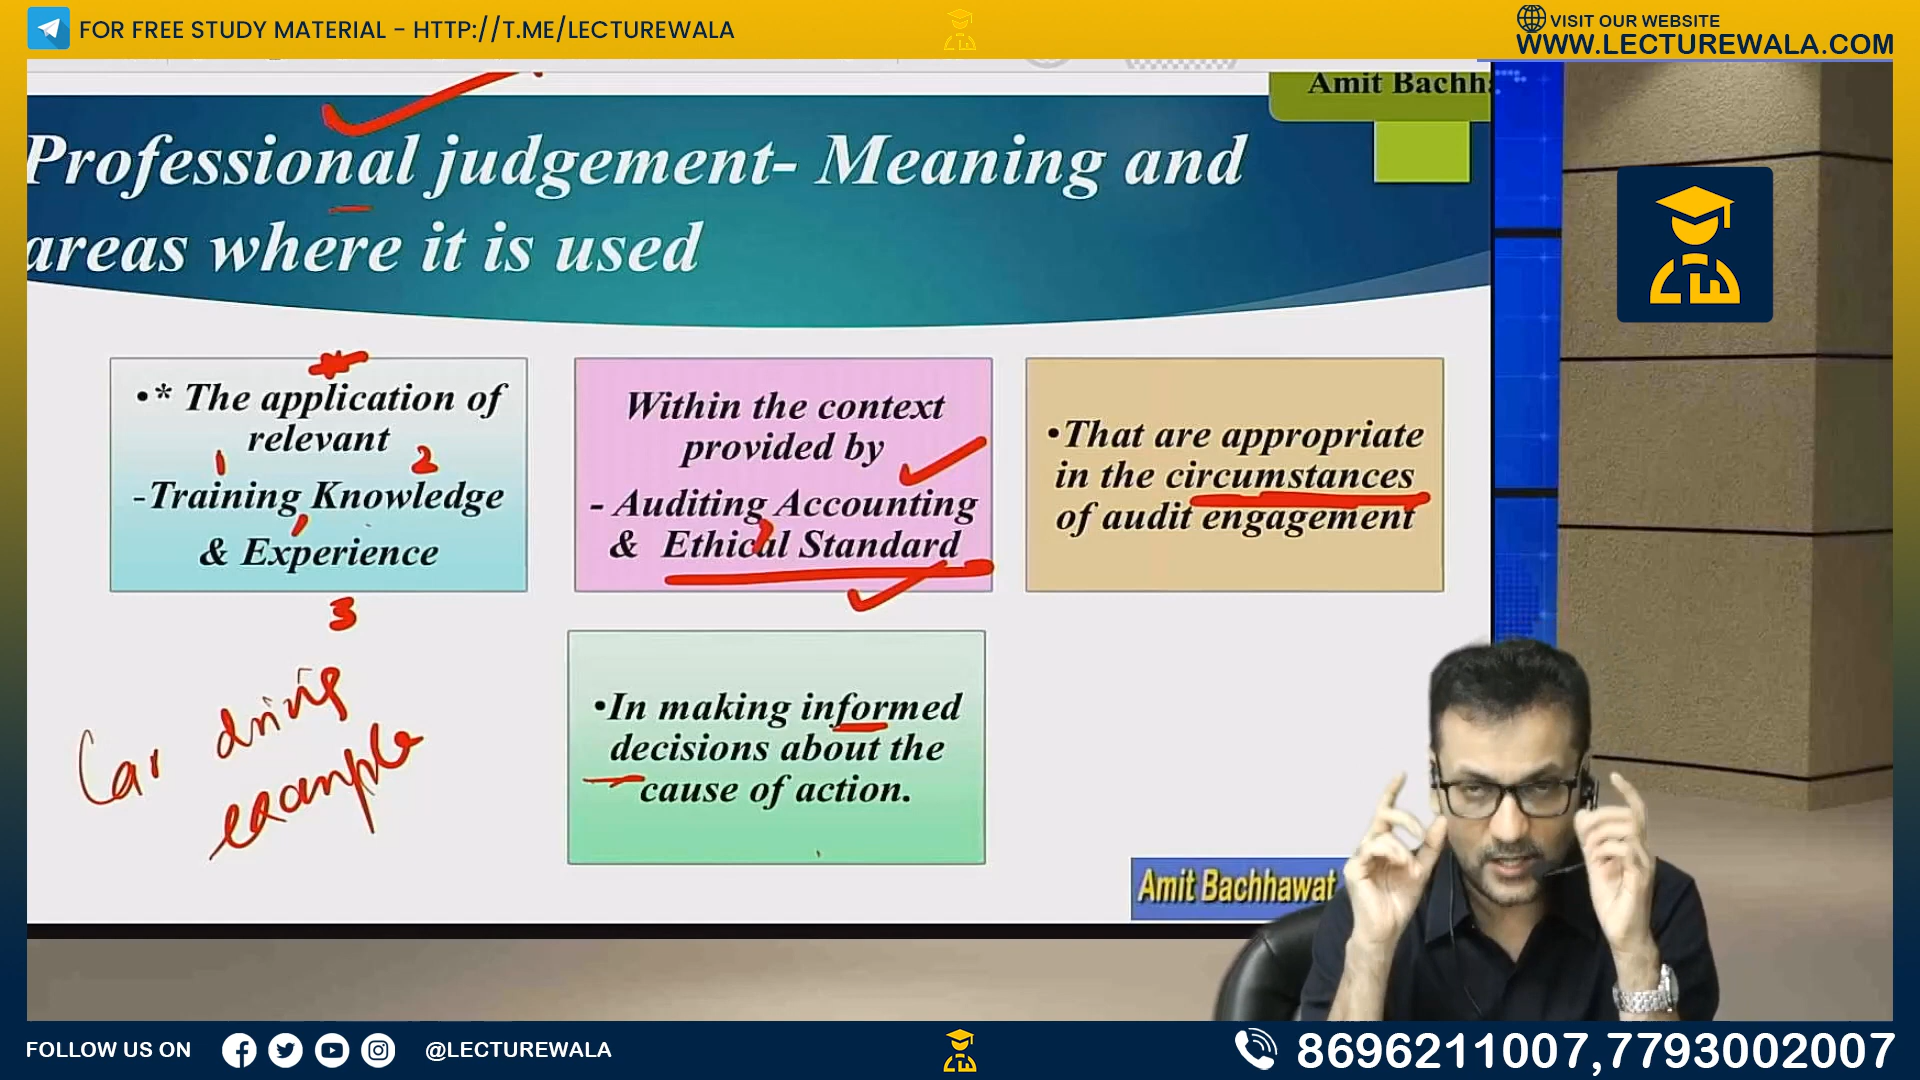 FOR FREE STUDY MATERIAL - HTTP://T.ME/LECTUREWALA
VISIT OUR WEBSITE
WWW.LECTUREWALA.COM
Amit Bachh
Professional judgement- Meaning and
areas where it is used
•* The application of
relevant
1 2
-Training Knowledge
& Experience
3
Within the context
provided by
- Auditing Accounting
& Ethical Standard
•That are appropriate
in the circumstances
of audit engagement
Car driving
example
•In making informed
decisions about the
cause of action.
Amit Bachhawat
FOLLOW US ON
@LECTUREWALA
8696211007,7793002007